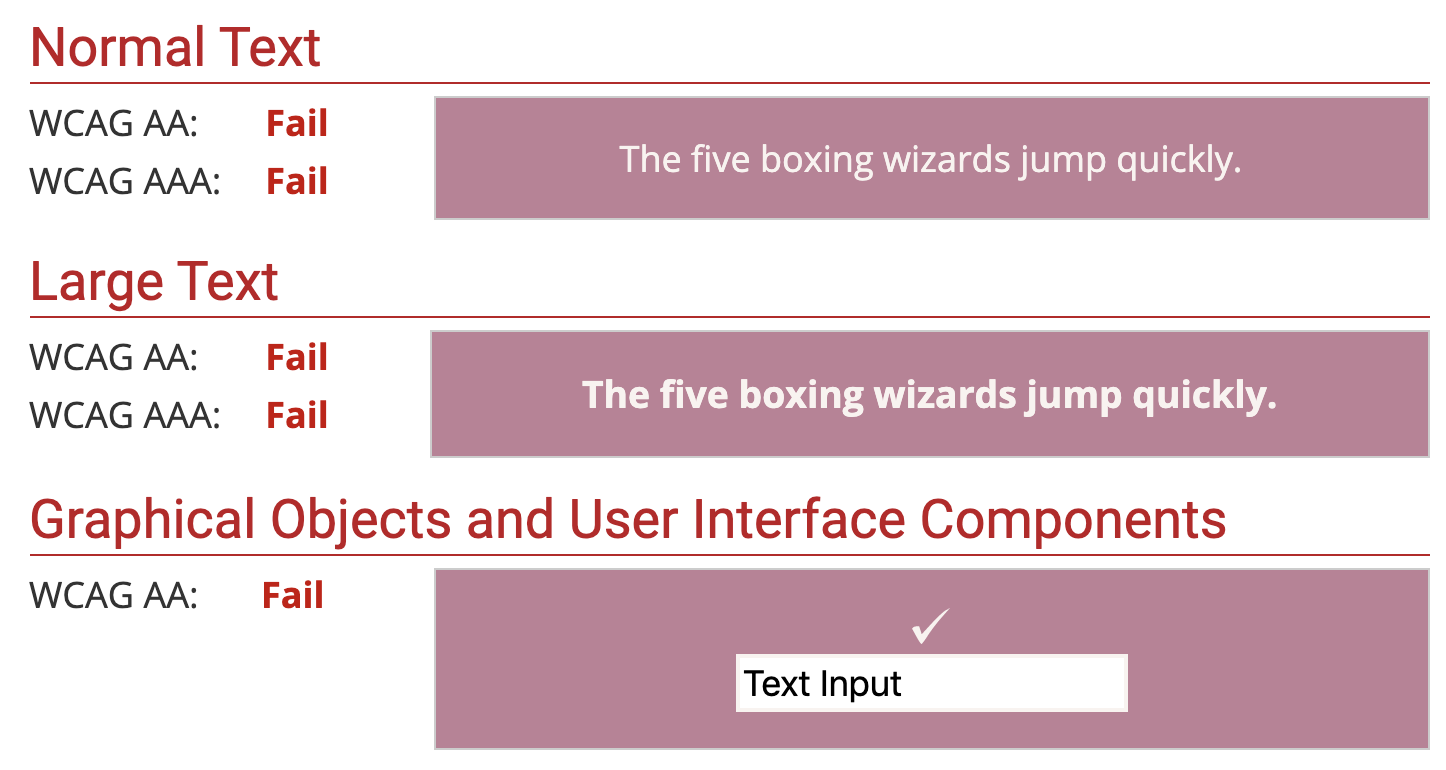 Normal Text
WCAG AA: Fail
WCAG AAA: Fail
The five boxing wizards jump quickly.
Large Text
WCAG AA: Fail
WCAG AAA: Fail
The five boxing wizards jump quickly.
Graphical Objects and User Interface Components
WCAG AA: Fail
✓
Text Input